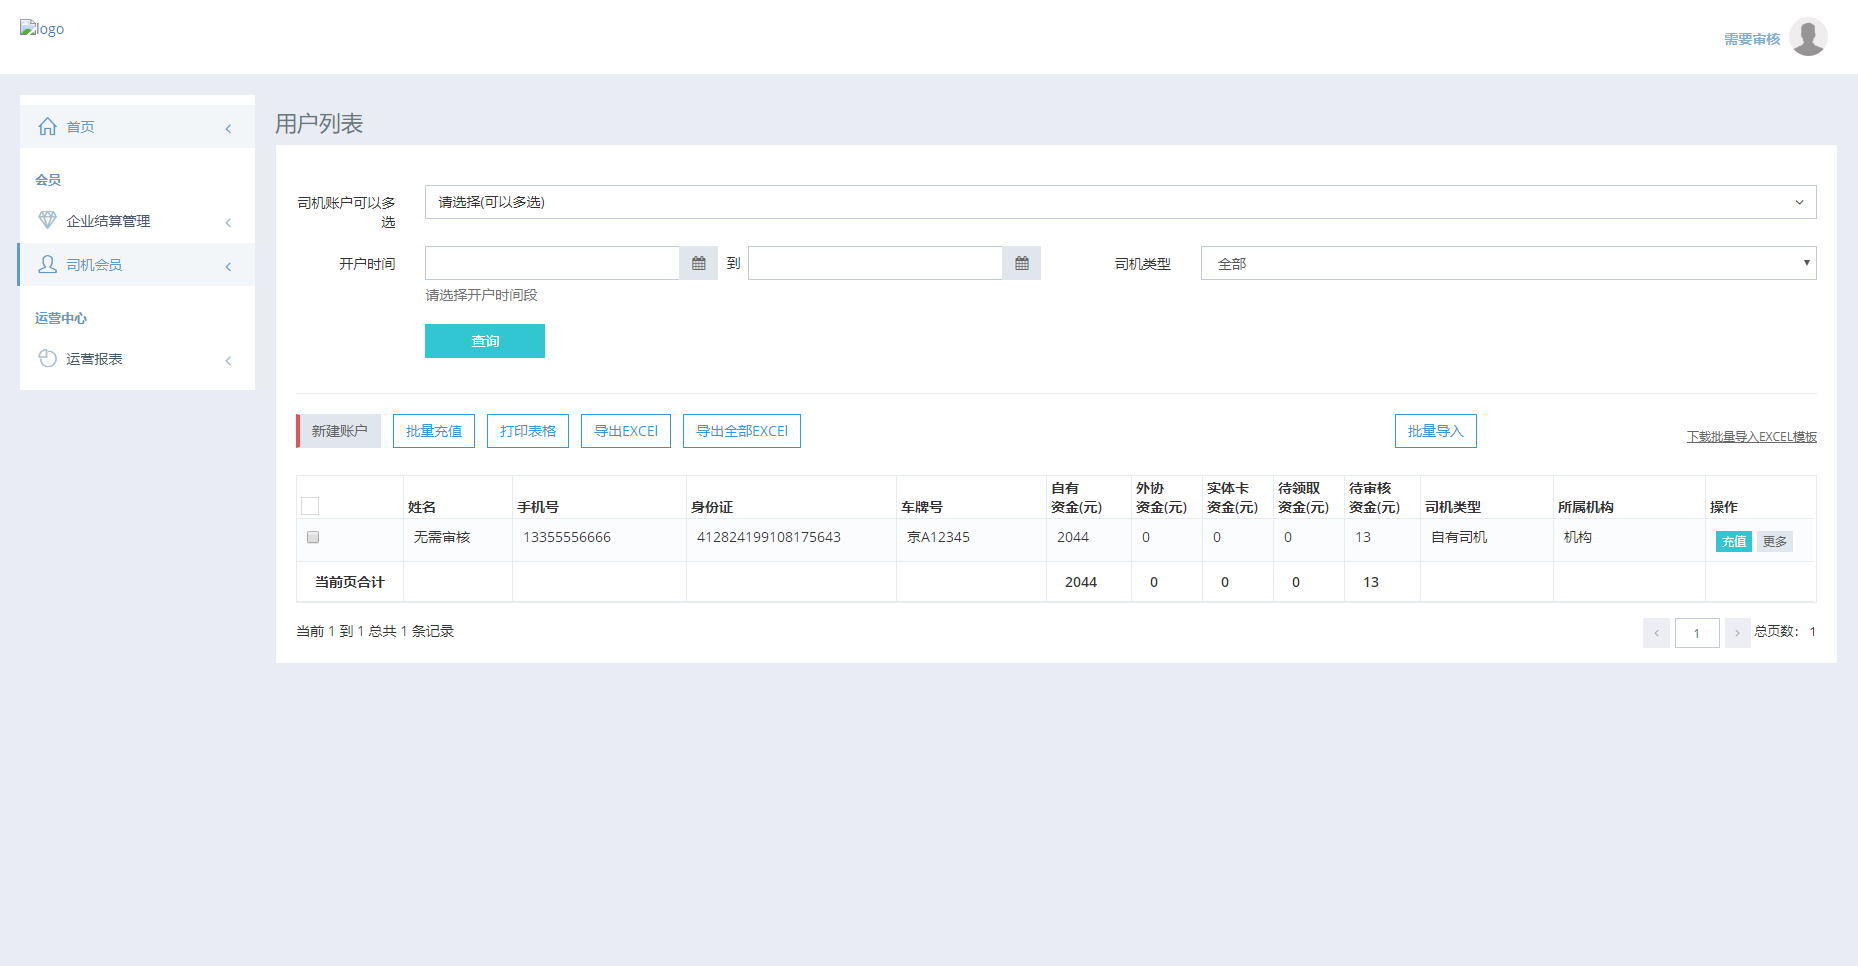 logo
需要审核
首页
会员
企业结算管理
司机会员
运营中心
运营报表
用户列表
司机账户可以多
选
请选择(可以多选)
开户时间
到
司机类型
全部
请选择开户时间段
查询
新建账户
批量充值
打印表格
导出EXCEl
导出全部EXCEl
批量导入
下载批量导入EXCEL模板
姓名 手机号 身份证 车牌号 自有 资金(元) 外协 资金(元) 实体卡 资金(元) 待领取 资金(元) 待审核 资金(元) 司机类型 所属机构 操作
无需审核 13355556666 412824199108175643 京A12345 2044 0 0 0 13 自有司机 机构 充值 更多
当前页合计 2044 0 0 0 13
当前 1 到 1 总共 1 条记录
1
总页数： 1